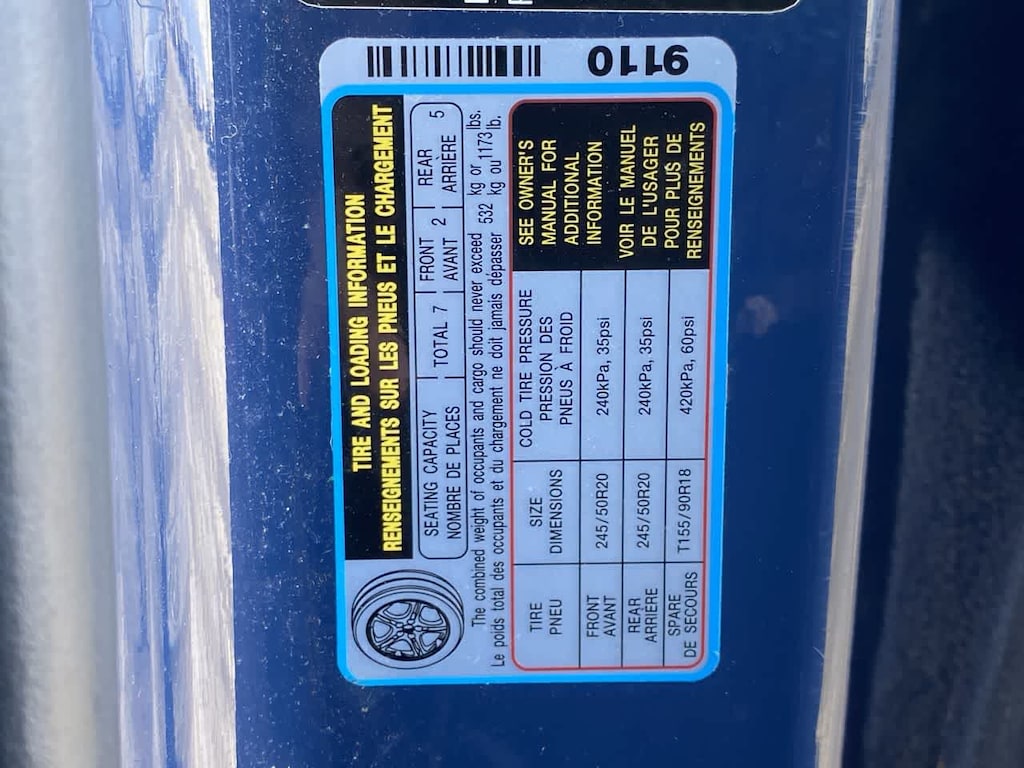 TIRE AND LOADING INFORMATION
RENSEIGNEMENTS SUR LES PNEUS ET LE CHARGEMENT
SEATING CAPACITY
NOMBRE DE PLACES
TOTAL 7
FRONT
AVANT 2
REAR
ARRIÈRE 5
The combined weight of occupants and cargo should never exceed 532 kg or 1173 lbs.
Le poids total des occupants et du chargement ne doit jamais dépasser 532 kg ou 1173 lb.
TIRE
PNEU
SIZE
DIMENSIONS
COLD TIRE PRESSURE
PRESSION DES
PNEUS À FROID
FRONT
AVANT
245/50R20
240kPa, 35psi
REAR
ARRIÈRE
245/50R20
240kPa, 35psi
SPARE
DE SECOURS
T155/90R18
420kPa, 60psi
SEE OWNER'S
MANUAL FOR
ADDITIONAL
INFORMATION
VOIR LE MANUEL
DE L'USAGER
POUR PLUS DE
RENSEIGNEMENTS
9110